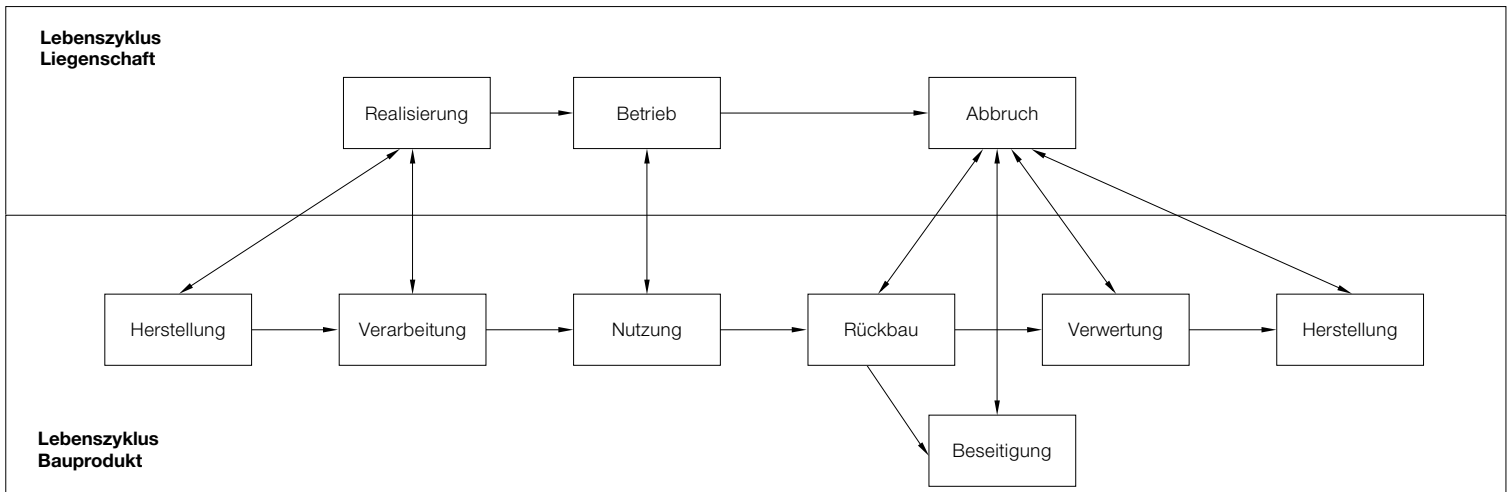 Lebenszyklus
Liegenschaft
Realisierung
Betrieb
Abbruch
Herstellung
Verarbeitung
Nutzung
Rückbau
Verwertung
Herstellung
Beseitigung
Lebenszyklus
Bauprodukt